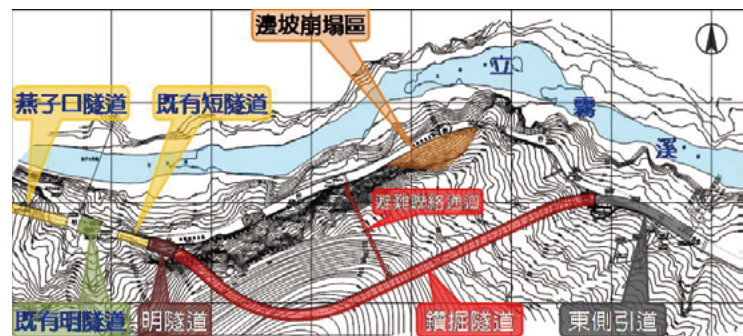 邊坡崩塌區
立霧溪
燕子口隧道
既有短隧道
避難聯絡通道
既有明隧道
明隧道
鑽掘隧道
東側引道